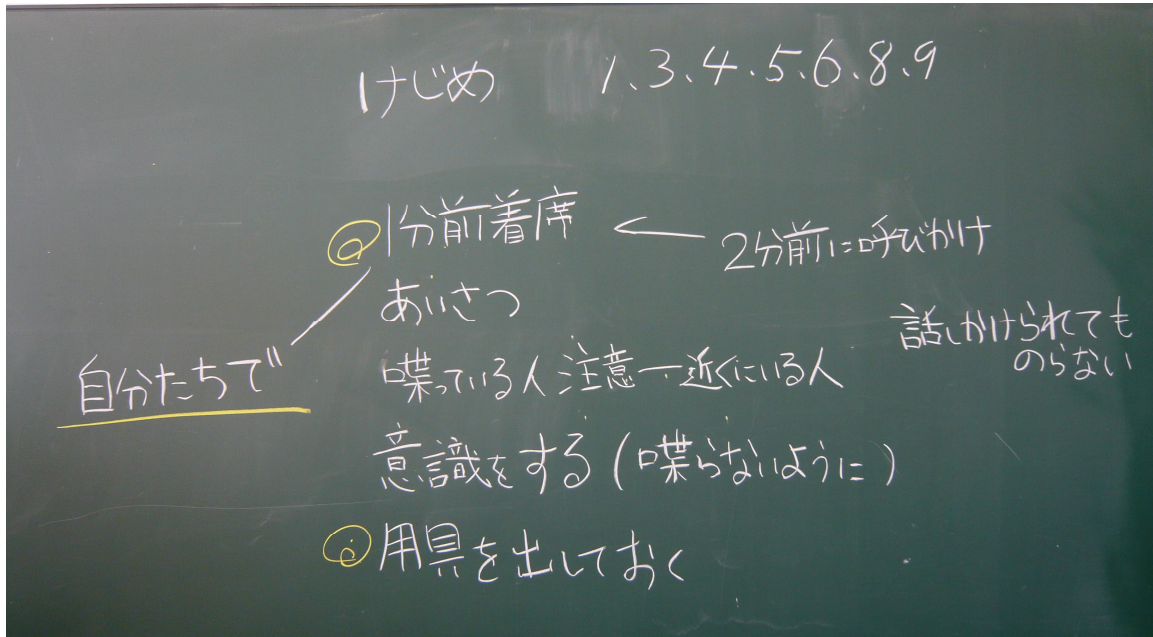 けじめ 1.3.4.5.6.8.9
◎1分前着席 ← 2分前に呼びかけ
あいさつ
話しかけられても
のらない
自分たちで
喋っている人注意―近くにいる人
意識をする(喋らないように)
◎用具を出しておく